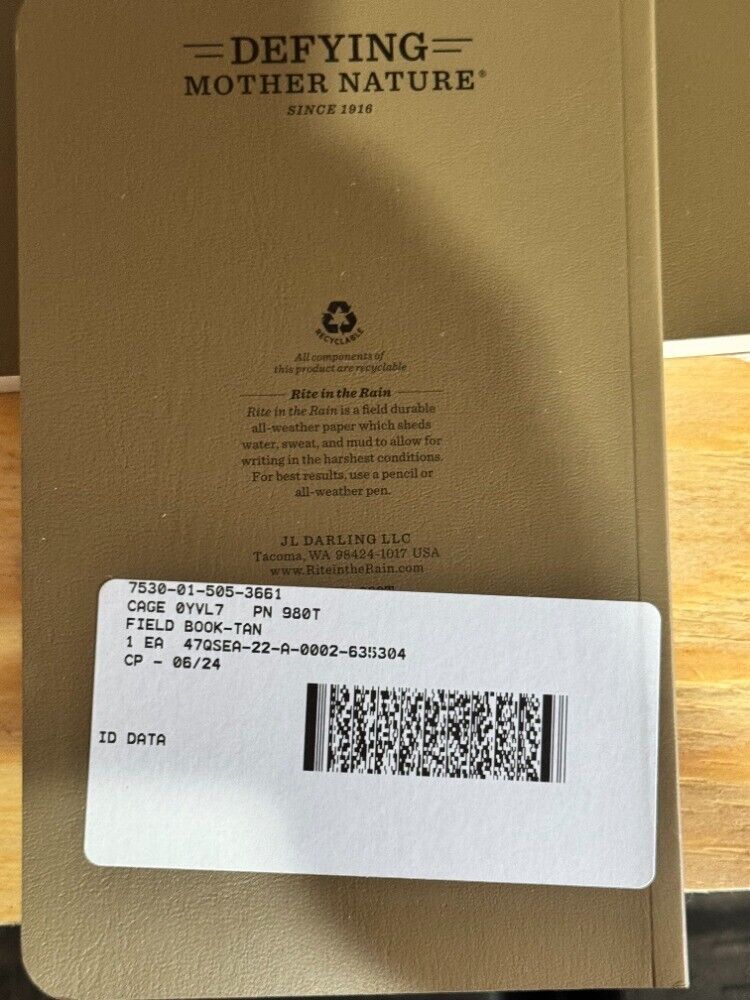 DEFYING
MOTHER NATURE®
SINCE 1916
RECYCLABLE
All components of
this product are recyclable
Rite in the Rain
Rite in the Rain is a field durable
all-weather paper which sheds
water, sweat, and mud to allow for
writing in the harshest conditions.
For best results, use a pencil or
all-weather pen.
JL DARLING LLC
Tacoma, WA 98424-1017 USA
www.RiteintheRain.com
7530-01-505-3661
CAGE 0YVL7 PN 980T
FIELD BOOK-TAN
1 EA 47QSEA-22-A-0002-635304
CP - 06/24
ID DATA